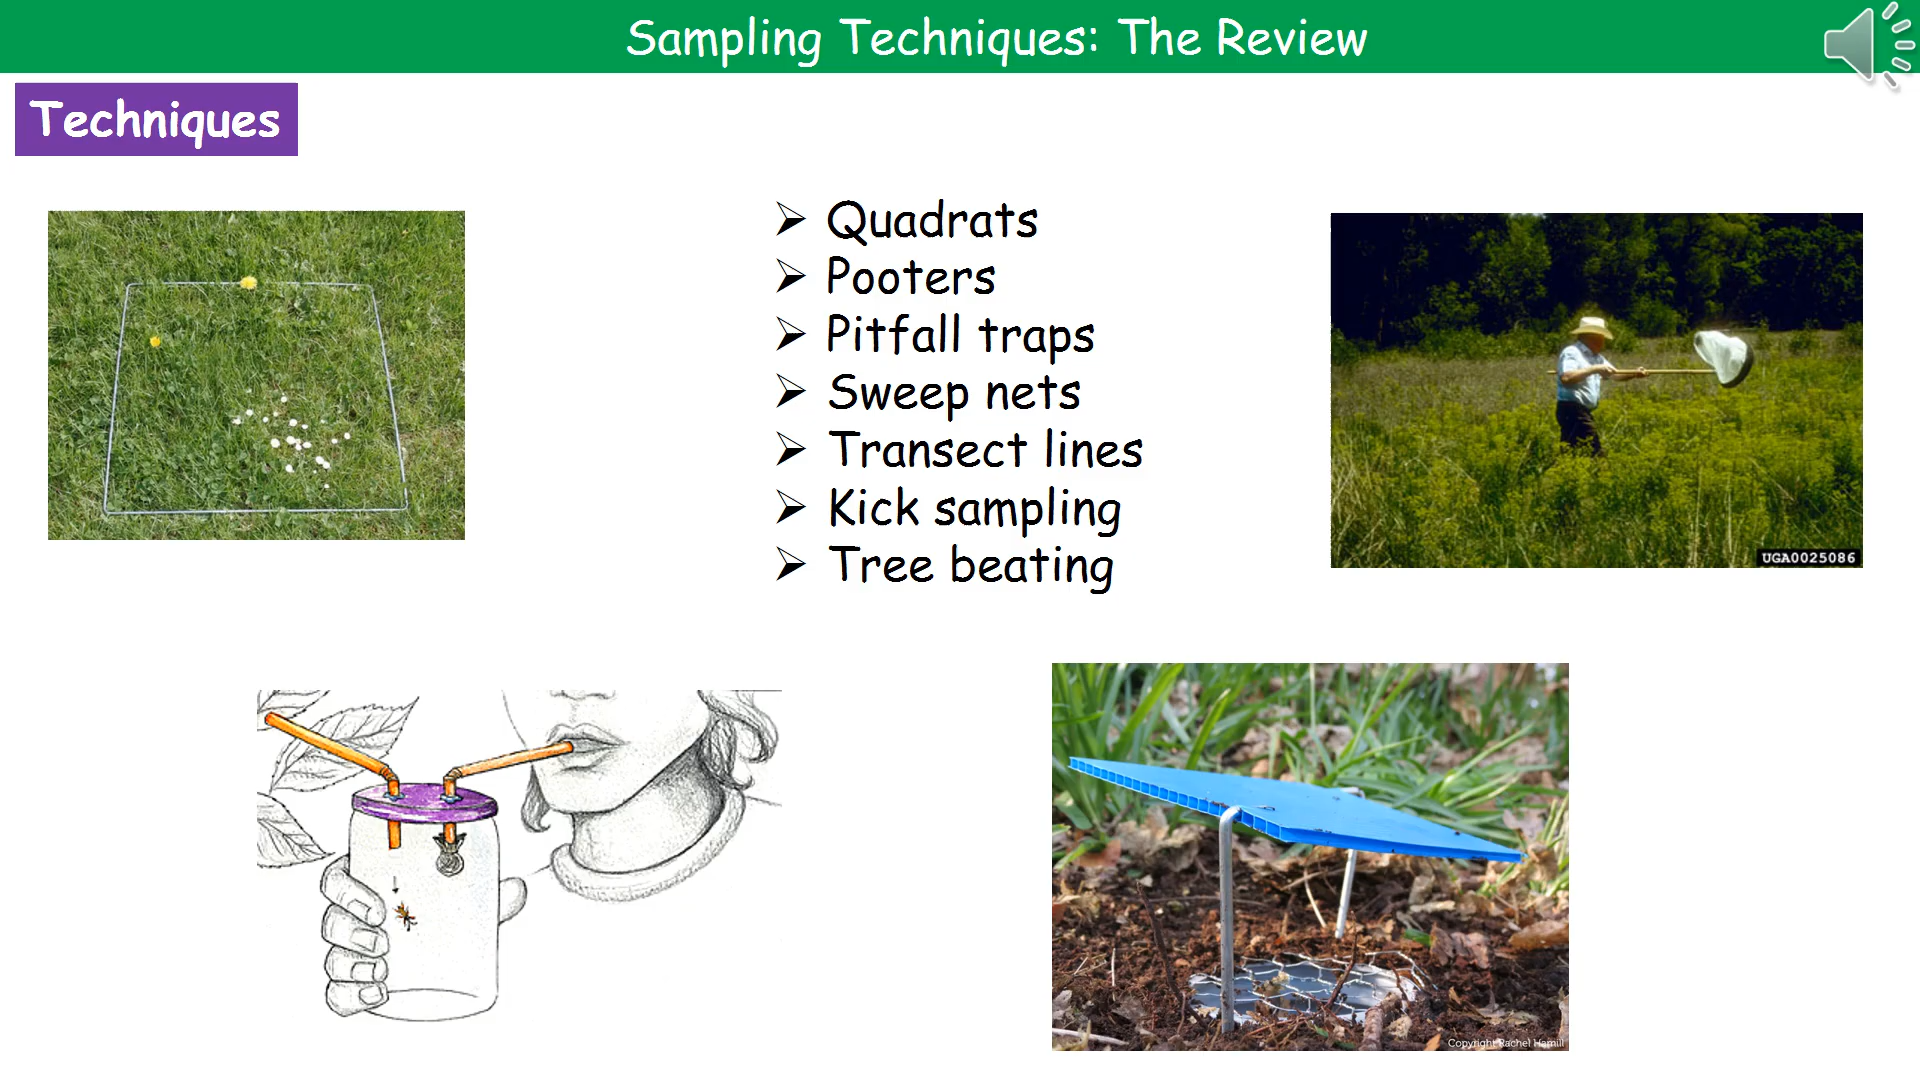 Sampling Techniques: The Review
Techniques
Quadrats
Pooters
Pitfall traps
Sweep nets
Transect lines
Kick sampling
Tree beating
UGA0025086
Copyright Rachel Hamill